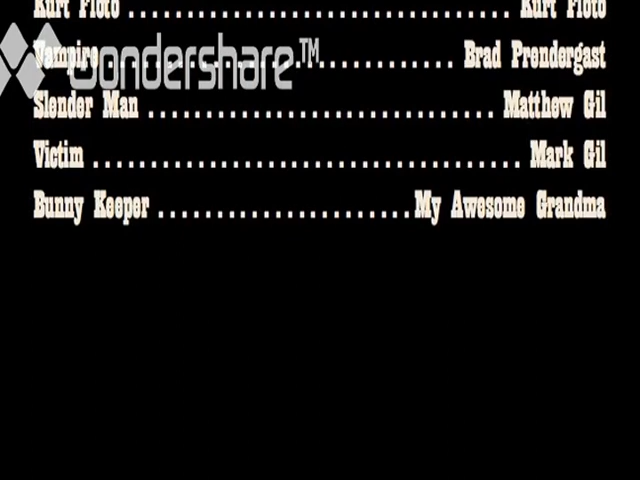 Kurt Floto ......................... Kurt Floto
Vampire ........................ Brad Prendergast
wondershare™
Slender Man ........................ Matthew Gil
Victim .............................. Mark Gil
Bunny Keeper ......................My Awesome Grandma